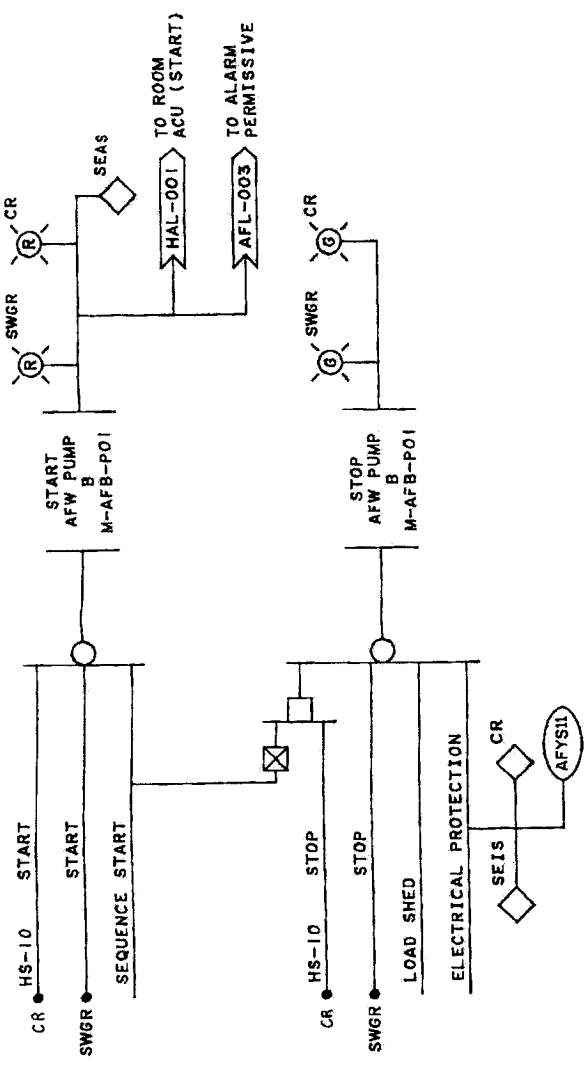 CR
HS-10 START
SWGR
START
SEQUENCE START
START
AFW PUMP
B
M-AFB-P01
SWGR
R
CR
R
SEAS
HAL-001
TO ROOM
ACU (START)
AFL-003
TO ALARM
PERMISSIVE
CR
HS-10 STOP
SWGR
STOP
LOAD SHED
ELECTRICAL PROTECTION
SEIS
CR
AFYS11
STOP
AFW PUMP
B
M-AFB-P01
SWGR
G
CR
G